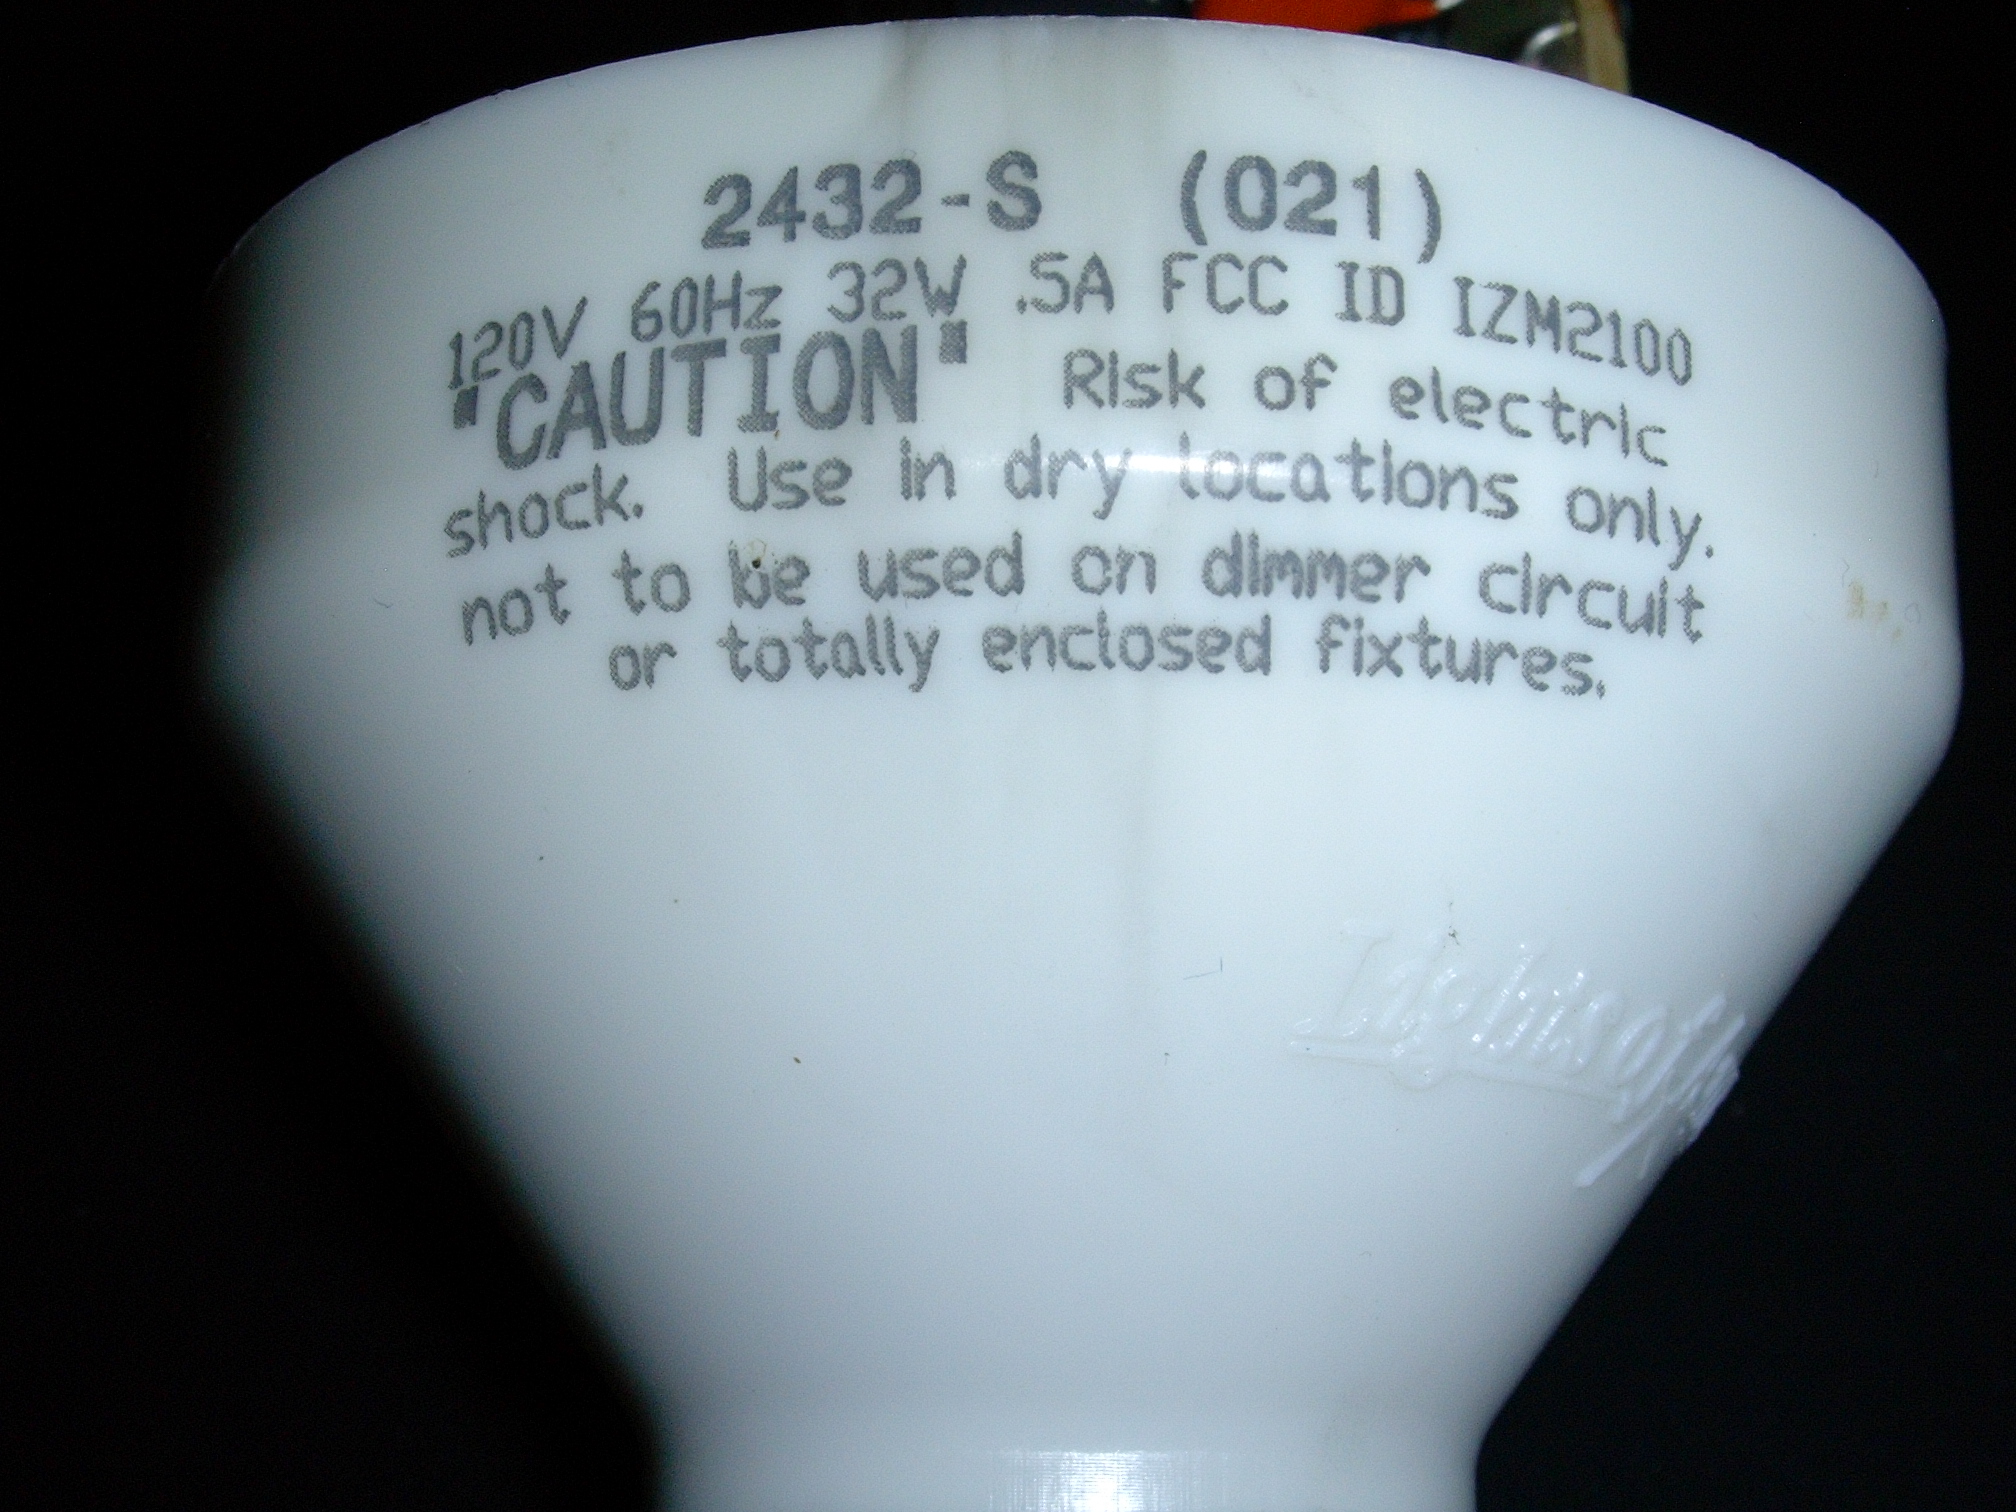 2432-S (021)
120V 60Hz 32W .5A FCC ID IZM2100
"CAUTION" Risk of electric
shock. Use in dry locations only.
not to be used on dimmer circuit
or totally enclosed fixtures.